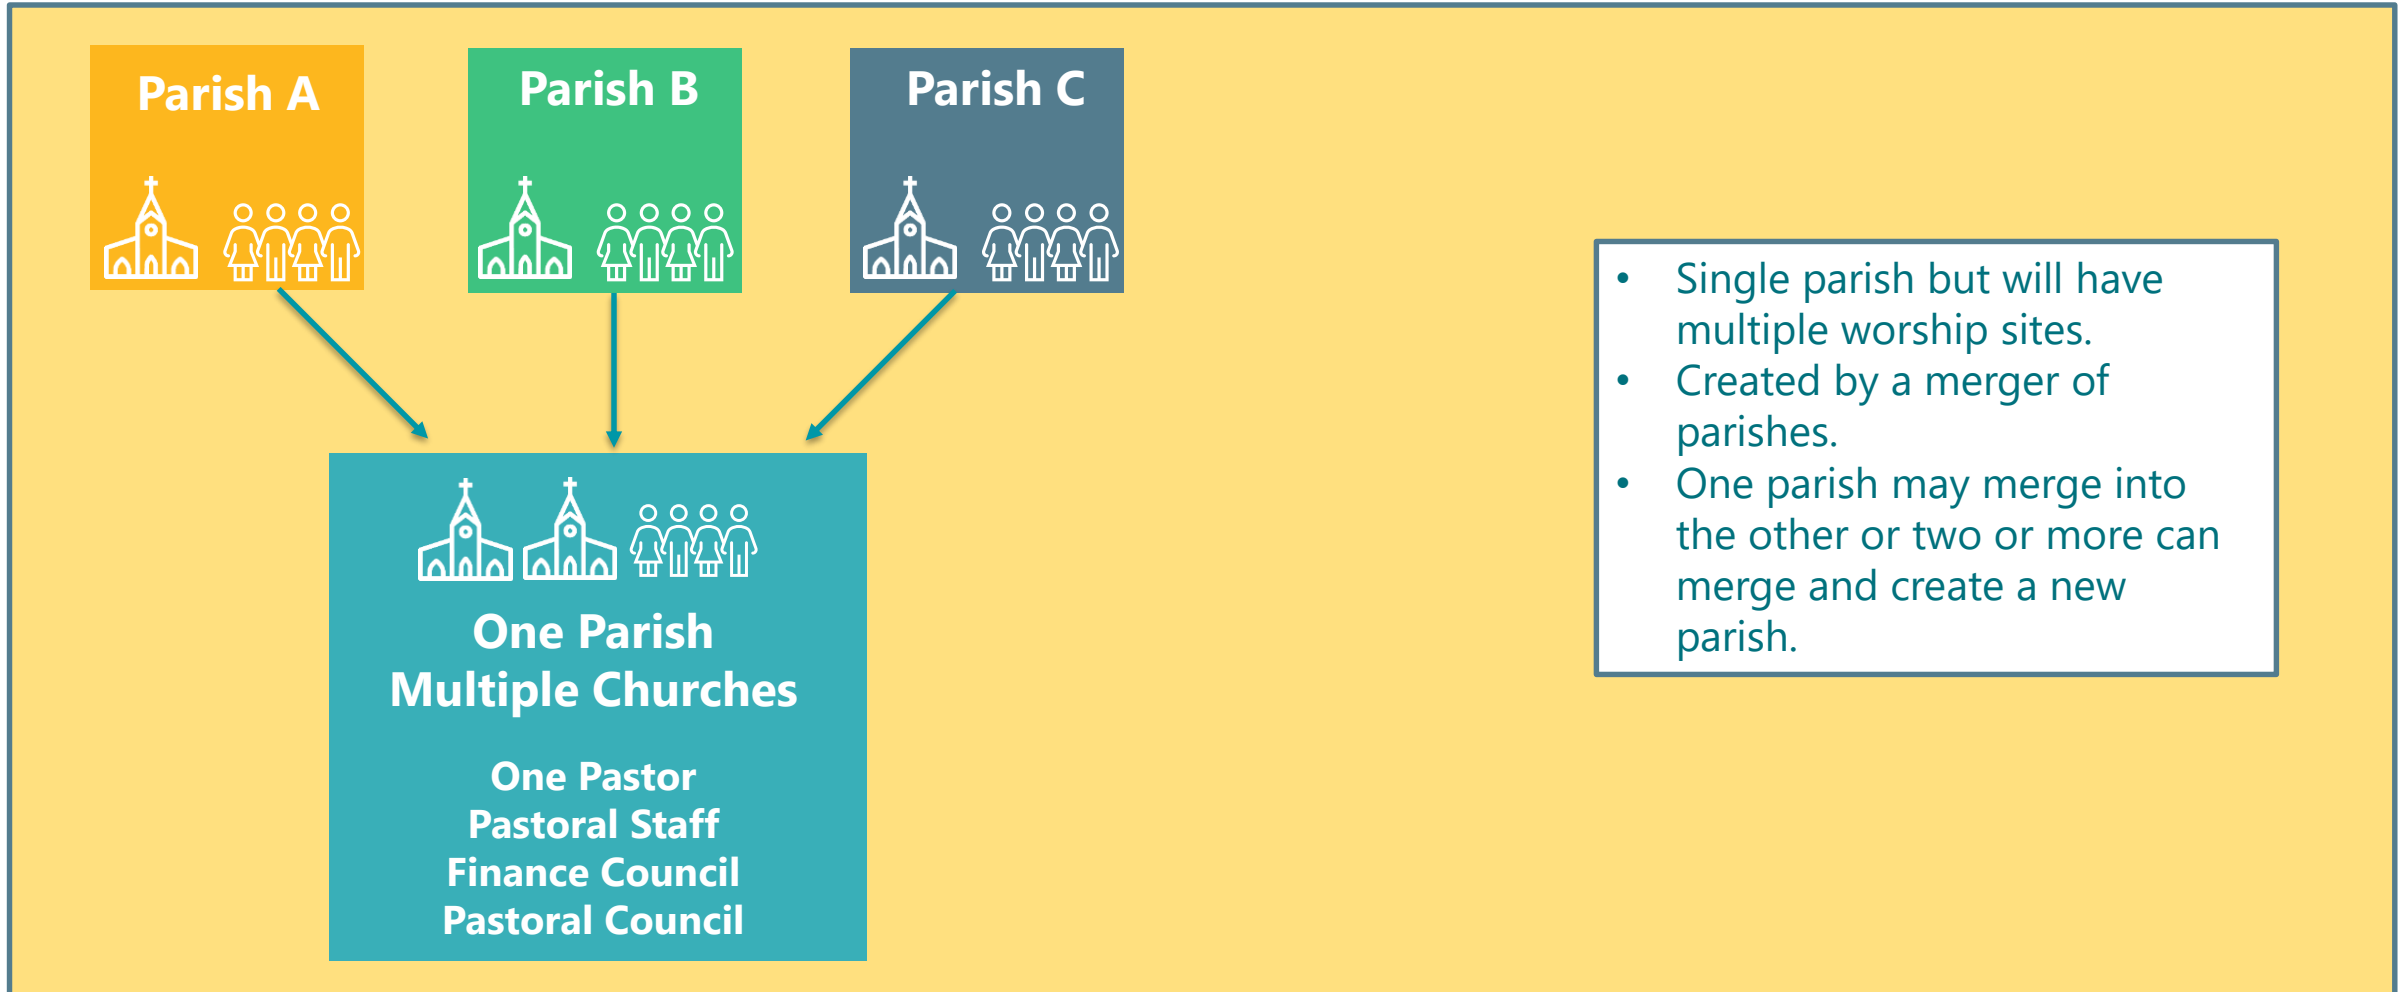 Parish A
Parish B
Parish C
One Parish
Multiple Churches
One Pastor
Pastoral Staff
Finance Council
Pastoral Council
• Single parish but will have
multiple worship sites.
• Created by a merger of
parishes.
• One parish may merge into
the other or two or more can
merge and create a new
parish.